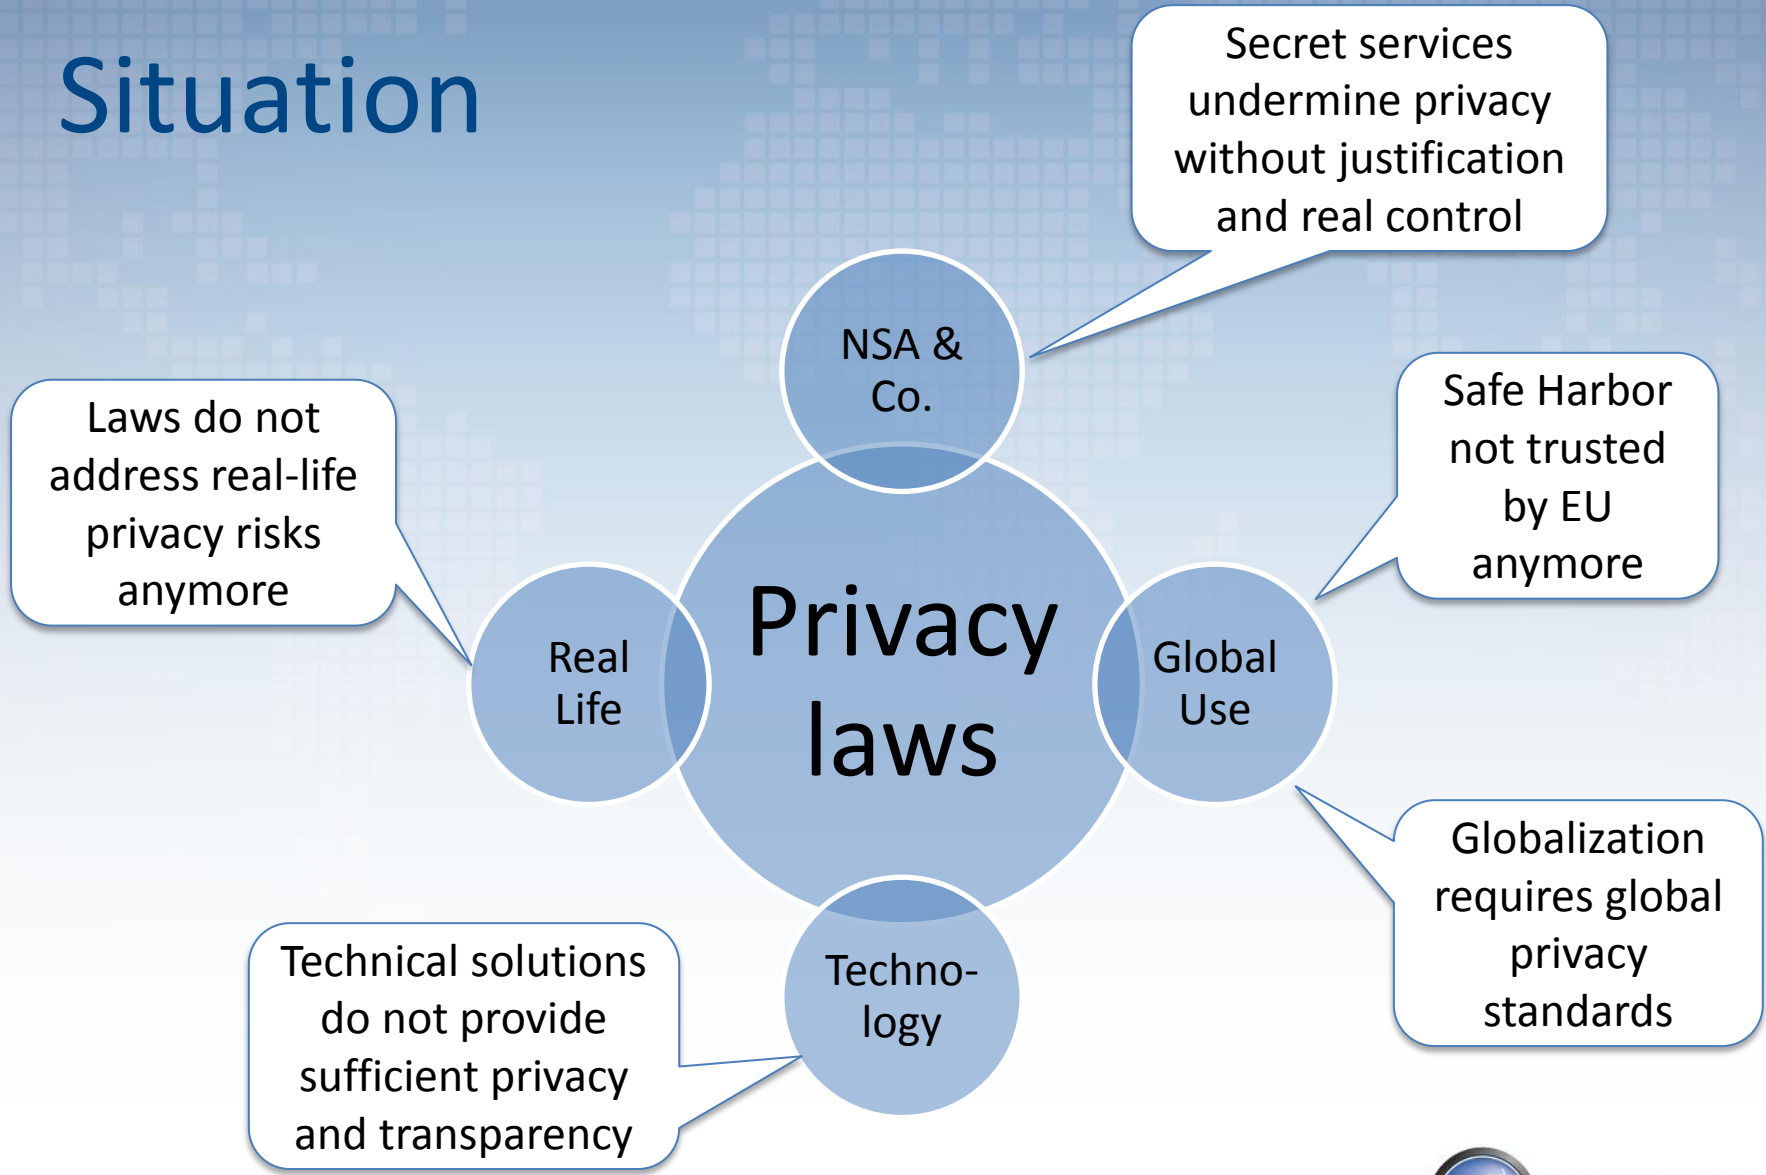 Situation
Secret services
undermine privacy
without justification
and real control
NSA &
Co.
Laws do not
address real-life
privacy risks
anymore
Safe Harbor
not trusted
by EU
anymore
Real
Life
Privacy
laws
Global
Use
Globalization
requires global
privacy
standards
Technical solutions
do not provide
sufficient privacy
and transparency
Techno-
logy